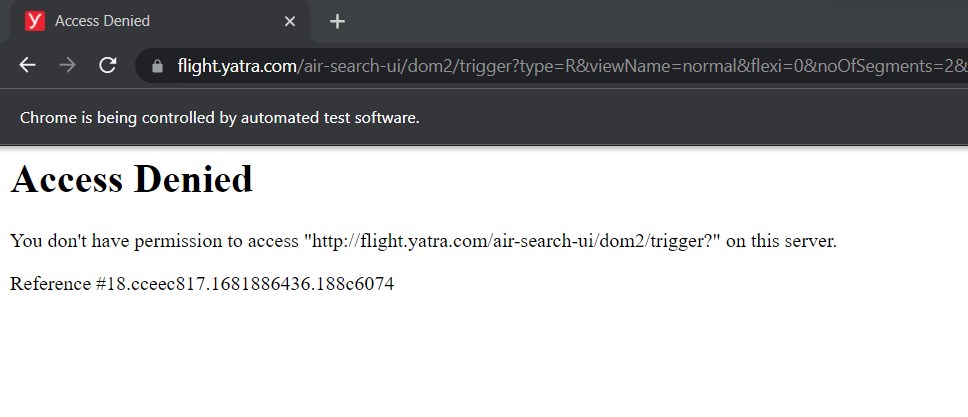 Access Denied
flight.yatra.com/air-search-ui/dom2/trigger?type=R&viewName=normal&flexi=0&noOfSegments=2&
Chrome is being controlled by automated test software.
Access Denied
You don't have permission to access "http://flight.yatra.com/air-search-ui/dom2/trigger?" on this server.
Reference #18.cceec817.1681886436.188c6074